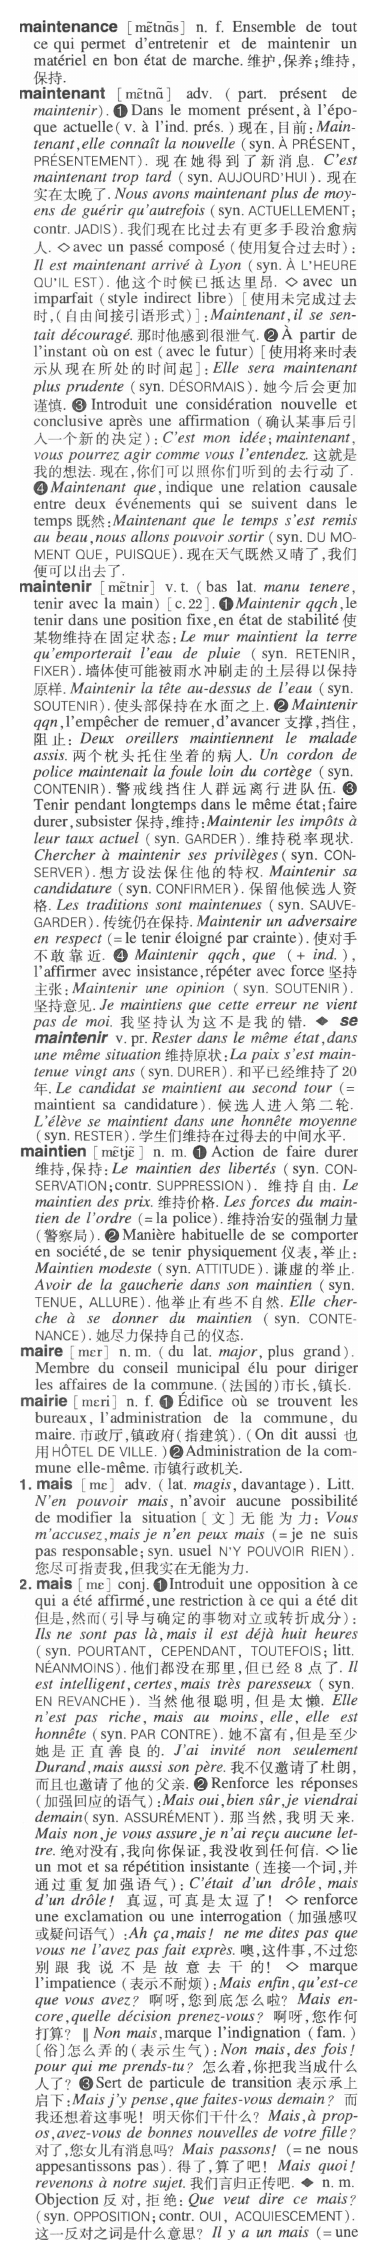 maintenance [mɛ̃tnɑ̃s] n. f. Ensemble de tout
ce qui permet d'entretenir et de maintenir un
matériel en bon état de marche. 维护,保养;维持,
保持.
maintenant [mɛ̃tnɑ̃] adv. ( part. présent de
maintenir). ❶ Dans le moment présent,à l'épo-
que actuelle( v. à l'ind. prés. ) 现在,目前:Main-
tenant,elle connaît la nouvelle (syn. À PRÉSENT,
PRÉSENTEMENT). 现在她得到了新消息. C'est
maintenant trop tard ( syn. AUJOURD'HUI). 现在
实在太晚了. Nous avons maintenant plus de moy-
ens de guérir qu'autrefois (syn. ACTUELLEMENT;
contr. JADIS). 我们现在比过去有更多手段治愈病
人. ◇avec un passé composé (使用复合过去时):
Il est maintenant arrivé à Lyon (syn. À L'HEURE
QU'IL EST). 他这个时候已抵达里昂. ◇ avec un
imparfait (style indirect libre) [使用未完成过去
时,(自由间接引语形式)]:Maintenant,il se sen-
tait découragé. 那时他感到很泄气. ❷ À partir de
l'instant où on est (avec le futur) [使用将来时表
示从现在所处的时间起]:Elle sera maintenant
plus prudente ( syn. DÉSORMAIS). 她今后会更加
谨慎. ❸ Introduit une considération nouvelle et
conclusive après une affirmation (确认某事后引
入一个新的决定): C'est mon idée; maintenant,
vous pourrez agir comme vous l'entendez. 这就是
我的想法. 现在,你们可以照你们听到的去行动了.
❹ Maintenant que,indique une relation causale
entre deux événements qui se suivent dans le
temps 既然:Maintenant que le temps s'est remis
au beau,nous allons pouvoir sortir (syn. DU MO-
MENT QUE, PUISQUE). 现在天气既然又晴了,我们
便可以出去了.
maintenir [mɛ̃tnir] v. t. (bas lat. manu tenere,
tenir avec la main) [c. 22]. ❶Maintenir qqch,le
tenir dans une position fixe,en état de stabilité 使
某物维持在固定状态:Le mur maintient la terre
qu'emporterait l'eau de pluie ( syn. RETENIR,
FIXER). 墙体使可能被雨水冲刷走的土层得以保持
原样. Maintenir la tête au-dessus de l'eau ( syn.
SOUTENIR). 使头部保持在水面之上. ❷ Maintenir
qqn,l'empêcher de remuer,d'avancer 支撑,挡住,
阻止: Deux oreillers maintiennent le malade
assis. 两个枕头托住坐着的病人. Un cordon de
police maintenait la foule loin du cortège ( syn.
CONTENIR). 警戒线挡住人群远离行进队伍. ❸
Tenir pendant longtemps dans le même état;faire
durer,subsister 保持,维持:Maintenir les impôts à
leur taux actuel ( syn. GARDER). 维持税率现状.
Chercher à maintenir ses privilèges ( syn. CON-
SERVER). 想方设法保住他的特权. Maintenir sa
candidature ( syn. CONFIRMER). 保留他候选人资
格. Les traditions sont maintenues ( syn. SAUVE-
GARDER). 传统仍在保持. Maintenir un adversaire
en respect (=le tenir éloigné par crainte). 使对手
不敢靠近. ❹ Maintenir qqch, que ( + ind. ),
l'affirmer avec insistance,répéter avec force 坚持
主张: Maintenir une opinion ( syn. SOUTENIR).
坚持意见. Je maintiens que cette erreur ne vient
pas de moi. 我坚持认为这不是我的错. ◆ se
maintenir v. pr. Rester dans le même état,dans
une même situation 维持原状:La paix s'est main-
tenue vingt ans (syn. DURER). 和平已经维持了20
年. Le candidat se maintient au second tour (=
maintient sa candidature). 候选人进入第二轮.
L'élève se maintient dans une honnête moyenne
(syn. RESTER). 学生们维持在过得去的中间水平.
maintien [mɛ̃tjɛ̃] n. m. ❶ Action de faire durer
维持,保持: Le maintien des libertés ( syn. CON-
SERVATION;contr. SUPPRESSION). 维持自由. Le
maintien des prix. 维持价格. Les forces du main-
tien de l'ordre (=la police). 维持治安的强制力量
(警察局). ❷Manière habituelle de se comporter
en société,de se tenir physiquement 仪表,举止:
Maintien modeste (syn. ATTITUDE). 谦虚的举止.
Avoir de la gaucherie dans son maintien ( syn.
TENUE, ALLURE). 他举止有些不自然. Elle cher-
che à se donner du maintien ( syn. CONTE-
NANCE). 她尽力保持自己的仪态.
maire [mɛr] n. m. ( du lat. major, plus grand).
Membre du conseil municipal élu pour diriger
les affaires de la commune. (法国的)市长,镇长.
mairie [mɛri] n. f. ❶ Édifice où se trouvent les
bureaux, l'administration de la commune, du
maire. 市政厅,镇政府(指建筑). (On dit aussi 也
用HÔTEL DE VILLE. )❷ Administration de la com-
mune elle-même. 市镇行政机关.
1. mais [mɛ] adv. (lat. magis, davantage). Litt.
N'en pouvoir mais, n'avoir aucune possibilité
de modifier la situation [文] 无能为力: Vous
m'accusez,mais je n'en peux mais (=je ne suis
pas responsable; syn. usuel N'Y POUVOIR RIEN).
您尽可指责我,但我实在无能为力.
2. mais [mɛ] conj. ❶Introduit une opposition à ce
qui a été affirmé,une restriction à ce qui a été dit
但是,然而(引导与确定的事物对立或转折成分):
Ils ne sont pas là,mais il est déjà huit heures
( syn. POURTANT, CEPENDANT, TOUTEFOIS; litt.
NÉANMOINS). 他们都没在那里,但已经 8 点了. Il
est intelligent,certes,mais très paresseux ( syn.
EN REVANCHE). 当然他很聪明,但是太懒. Elle
n'est pas riche, mais au moins, elle, elle est
honnête (syn. PAR CONTRE). 她不富有,但是至少
她是正直善良的. J'ai invité non seulement
Durand,mais aussi son père. 我不仅邀请了杜朗,
而且也邀请了他的父亲. ❷ Renforce les réponses
(加强回应的语气):Mais oui,bien sûr,je viendrai
demain(syn. ASSURÉMENT). 那当然,我明天来.
Mais non,je vous assure,je n'ai reçu aucune let-
tre. 绝对没有,我向你保证,我没收到任何信. ◇lie
un mot et sa répétition insistante (连接一个词,并
通过重复加强语气): C'était d'un drôle, mais
d'un drôle! 真逗,可真是太逗了! ◇ renforce
une exclamation ou une interrogation (加强感叹
或疑问语气) :Ah ça,mais! ne me dites pas que
vous ne l'avez pas fait exprès. 噢,这件事,不过您
别跟我说不是故意去干的! ◇ marque
l'impatience (表示不耐烦):Mais enfin,qu'est-ce
que vous avez? 啊呀,您到底怎么啦? Mais en-
core,quelle décision prenez-vous? 啊呀,您作何
打算? ‖ Non mais,marque l'indignation (fam. )
[俗]怎么弄的(表示生气):Non mais,des fois!
pour qui me prends-tu? 怎么着,你把我当成什么
人了? ❸ Sert de particule de transition 表示承上
启下:Mais j'y pense,que faites-vous demain? 而
我还想着这事呢! 明天你们干什么? Mais,à prop-
os,avez-vous de bonnes nouvelles de votre fille?
对了,您女儿有消息吗? Mais passons! (=ne nous
appesantissons pas). 得了,算了吧! Mais quoi!
revenons à notre sujet. 我们言归正传吧. ◆ n. m.
Objection 反对,拒绝: Que veut dire ce mais?
(syn. OPPOSITION; contr. OUI, ACQUIESCEMENT).
这一反对之词是什么意思? Il y a un mais (=une